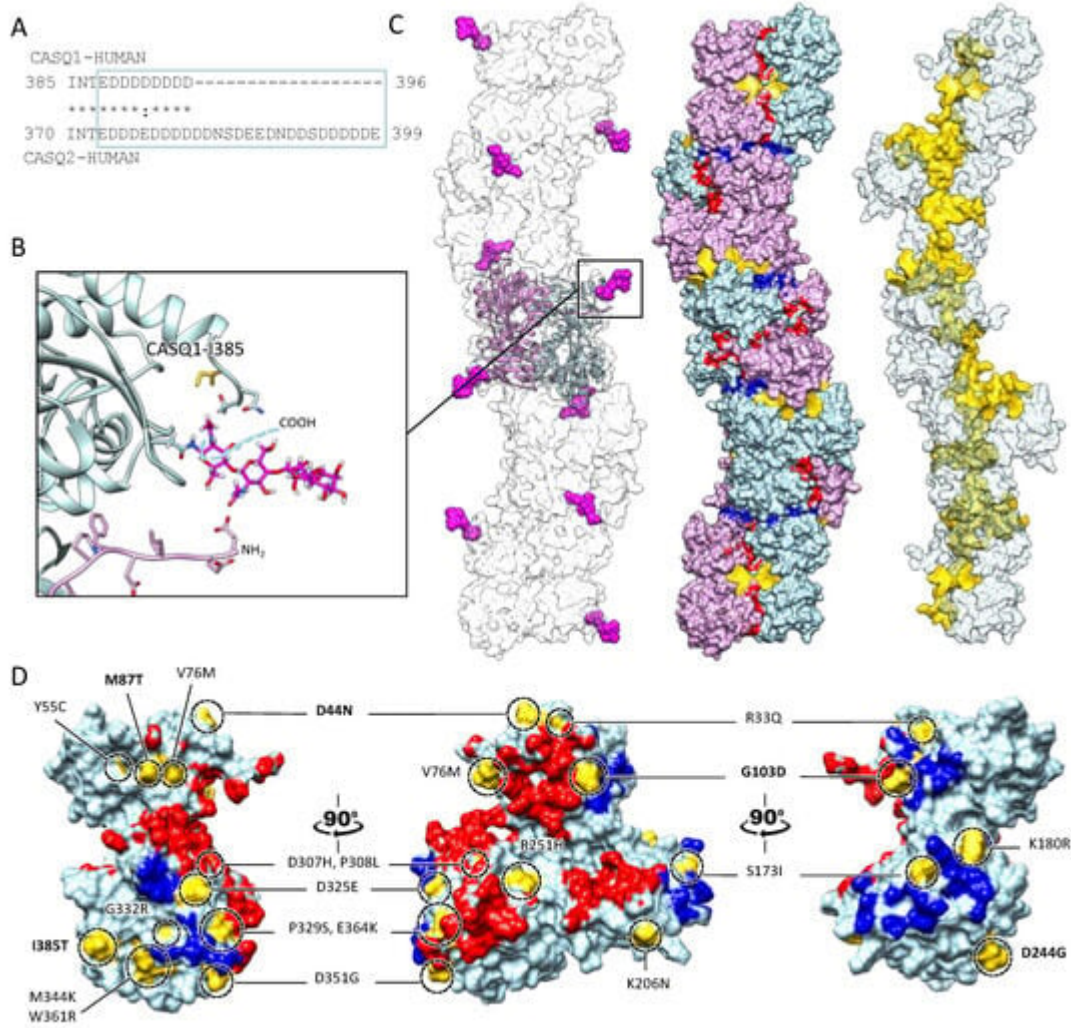 A
CASQ1-HUMAN
385 INTEDDDDDDDD------------------- 396
*******:****
370 INTEDDDEDDDDDDNSDEEDNDDSDDDDDE 399
CASQ2-HUMAN
B
CASQ1-I385
COOH
NH2
C
D
M87T
V76M
Y55C
D44N
R33Q
V76M
G103D
90°
90°
R251H
K180R
D307H, P308L
S173I
D325E
G332R
P329S, E364K
I385T
D244G
D351G
K206N
M344K
W361R